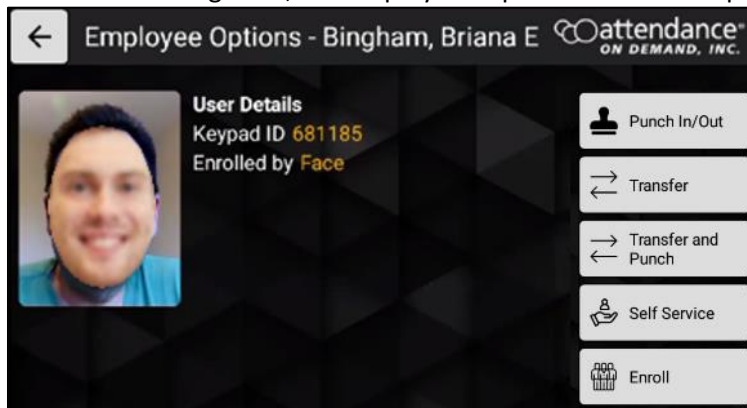 Employee Options - Bingham, Briana E
attendance®
ON DEMAND, INC.
User Details
Keypad ID 681185
Enrolled by Face
Punch In/Out
Transfer
Transfer and
Punch
Self Service
Enroll